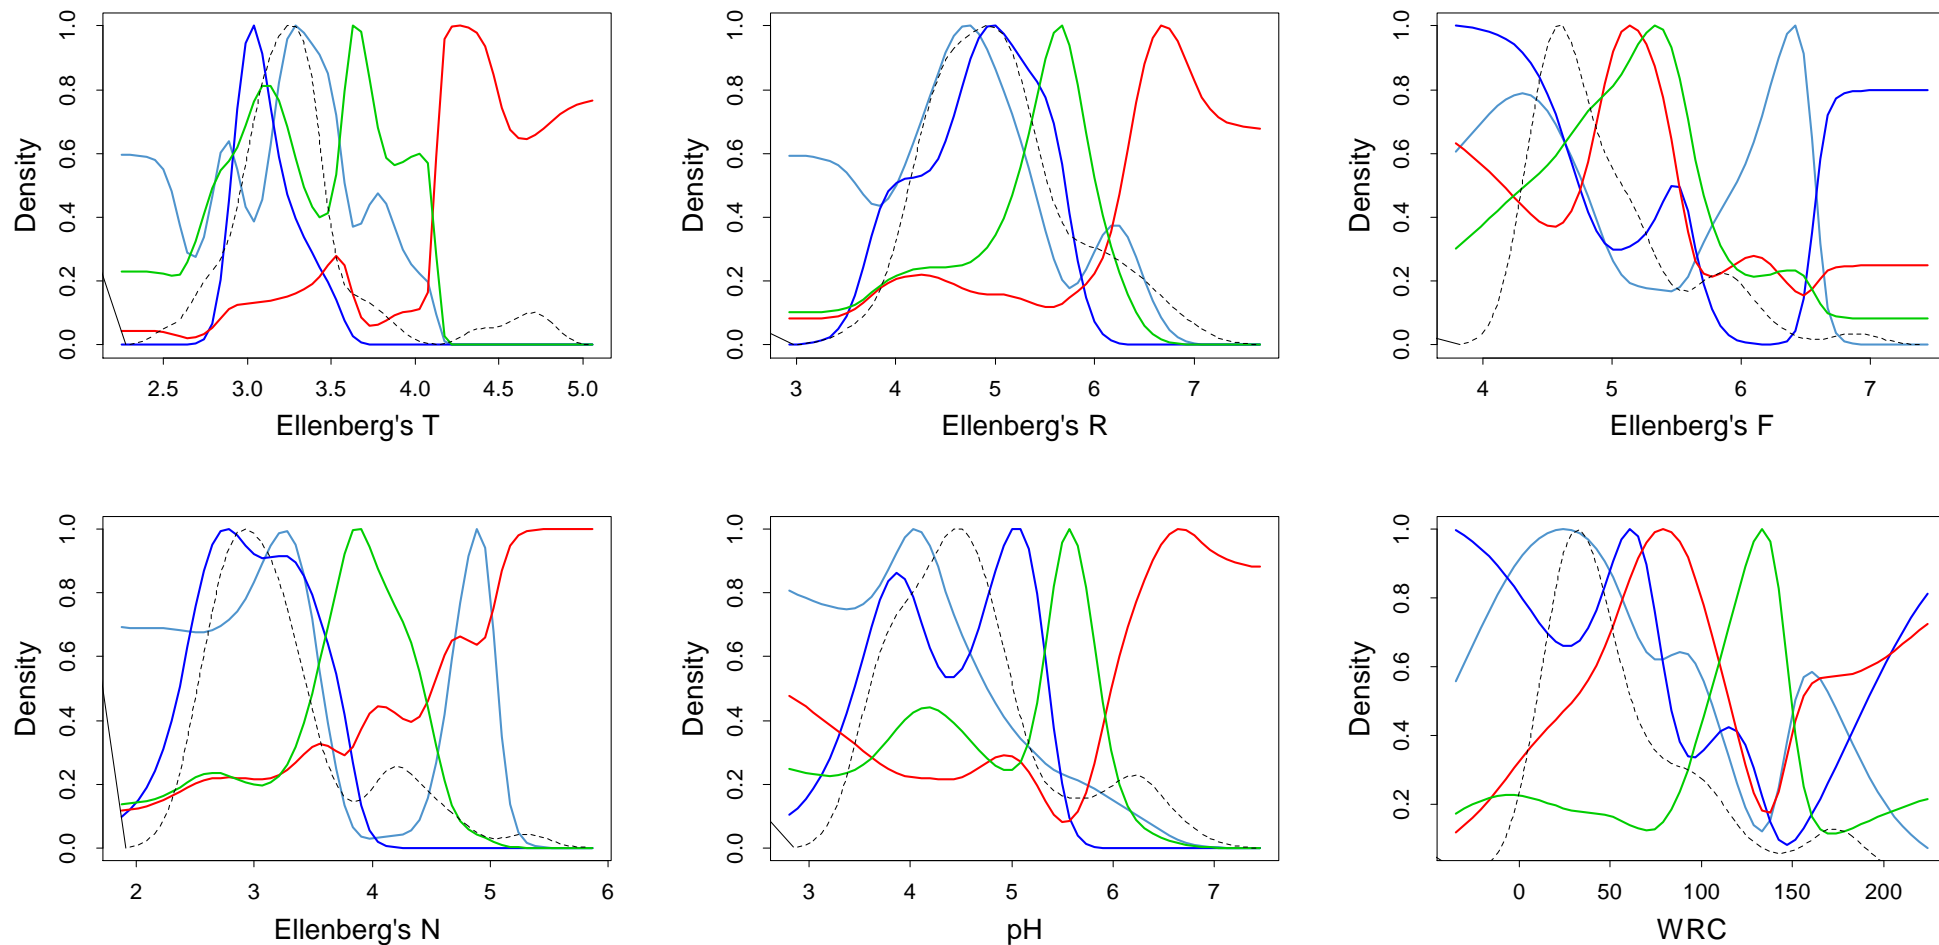 0.0 0.2 0.4 0.6 0.8 1.0
Density
2.5 3.0 3.5 4.0 4.5 5.0
Ellenberg's T
0.0 0.2 0.4 0.6 0.8 1.0
Density
3 4 5 6 7
Ellenberg's R
0.0 0.2 0.4 0.6 0.8 1.0
Density
4 5 6 7
Ellenberg's F
0.0 0.2 0.4 0.6 0.8 1.0
Density
2 3 4 5 6
Ellenberg's N
0.0 0.2 0.4 0.6 0.8 1.0
Density
3 4 5 6 7
pH
0.2 0.4 0.6 0.8 1.0
Density
0 50 100 150 200
WRC